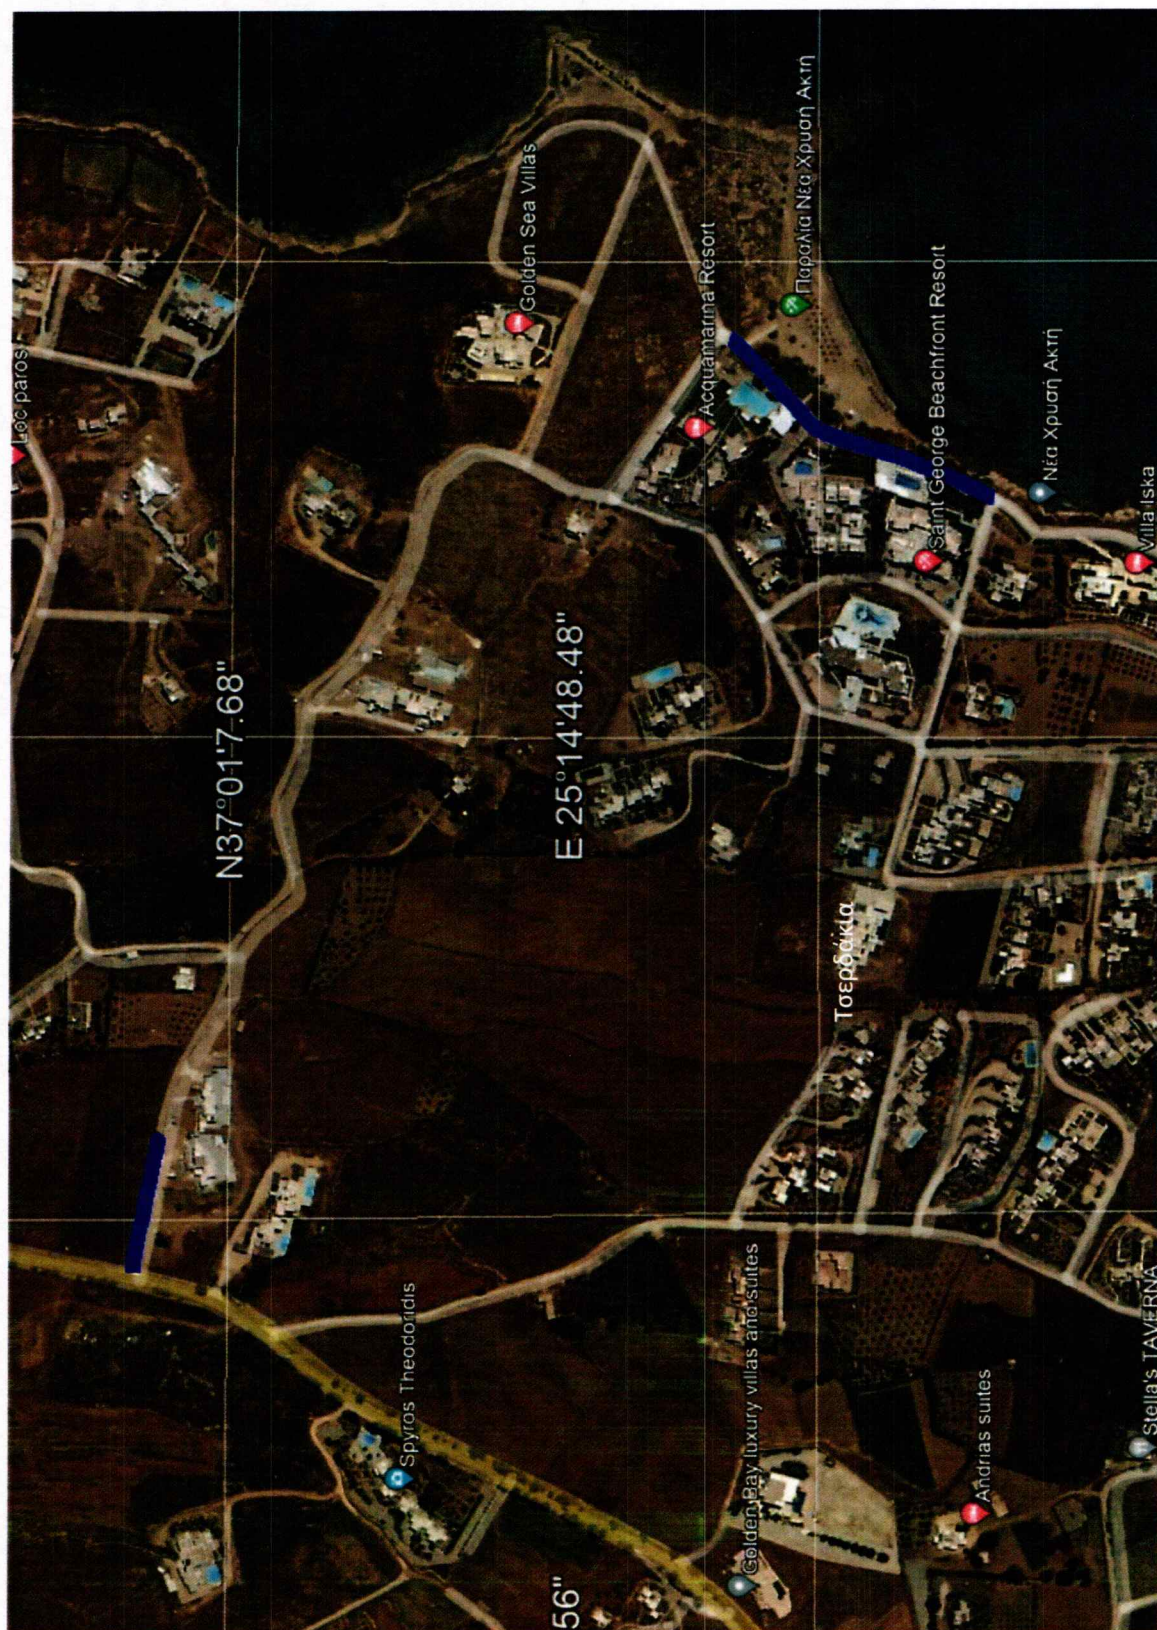 Loc paros
Golden Sea Villas
Παραλία Νέα Χρυσή Ακτή
Acquamarina Resort
Saint George Beachfront Resort
Νέα Χρυσή Ακτή
Villa Iska
N37°01'7.68"
E 25°14'48.48"
Τσερδάκια
Spyros Theodoridis
Golden Bay luxury villas and suites
Andrias suites
Stella's TAVERNA
56"